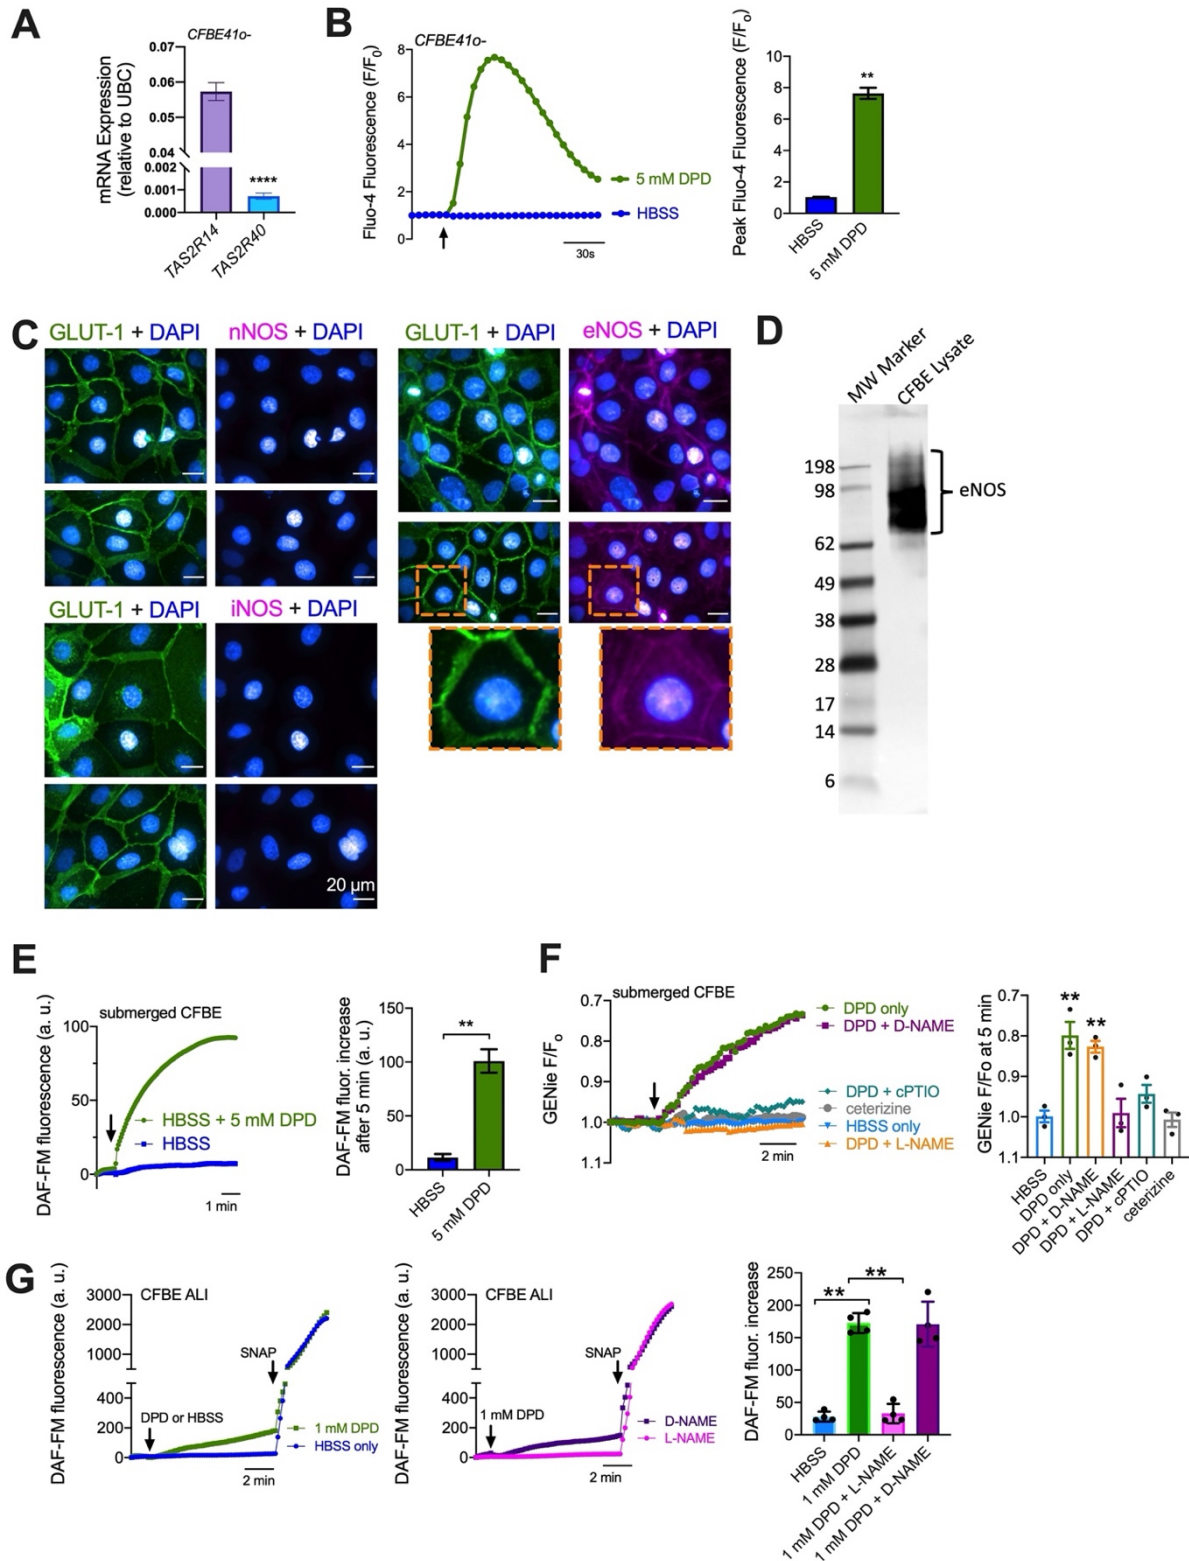 A
CFBE41o-
mRNA Expression
(relative to UBC)
0.07
0.06
0.05
0.04
0.002
0.001
0.000
****
TAS2R14
TAS2R40
B
CFBE41o-
Fluo-4 Fluorescence (F/F0)
8
6
4
2
0
5 mM DPD
HBSS
30s
Peak Fluo-4 Fluorescence (F/Fo)
10
8
6
4
2
0
**
HBSS
5 mM DPD
C
GLUT-1 + DAPI
nNOS + DAPI
GLUT-1 + DAPI
eNOS + DAPI
GLUT-1 + DAPI
iNOS + DAPI
20 µm
D
MW Marker
CFBE Lysate
198
98
62
49
38
28
17
14
6
eNOS
E
submerged CFBE
DAF-FM fluorescence (a. u.)
100
50
0
HBSS + 5 mM DPD
HBSS
1 min
DAF-FM fluor. increase
after 5 min (a. u.)
150
100
50
0
**
HBSS
5 mM DPD
F
submerged CFBE
GENie F/Fo
0.7
0.8
0.9
1.0
1.1
DPD only
DPD + D-NAME
DPD + cPTIO
ceterizine
HBSS only
DPD + L-NAME
2 min
GENie F/Fo at 5 min
0.7
0.8
0.9
1.0
1.1
**
**
HBSS
DPD only
DPD + D-NAME
DPD + L-NAME
DPD + cPTIO
ceterizine
G
CFBE ALI
DAF-FM fluorescence (a. u.)
3000
2000
1000
400
200
0
SNAP
DPD or HBSS
1 mM DPD
HBSS only
2 min
CFBE ALI
DAF-FM fluorescence (a. u.)
3000
2000
1000
400
200
0
SNAP
1 mM DPD
D-NAME
L-NAME
2 min
DAF-FM fluor. increase
250
200
150
100
50
0
**
**
HBSS
1 mM DPD
1 mM DPD + L-NAME
1 mM DPD + D-NAME